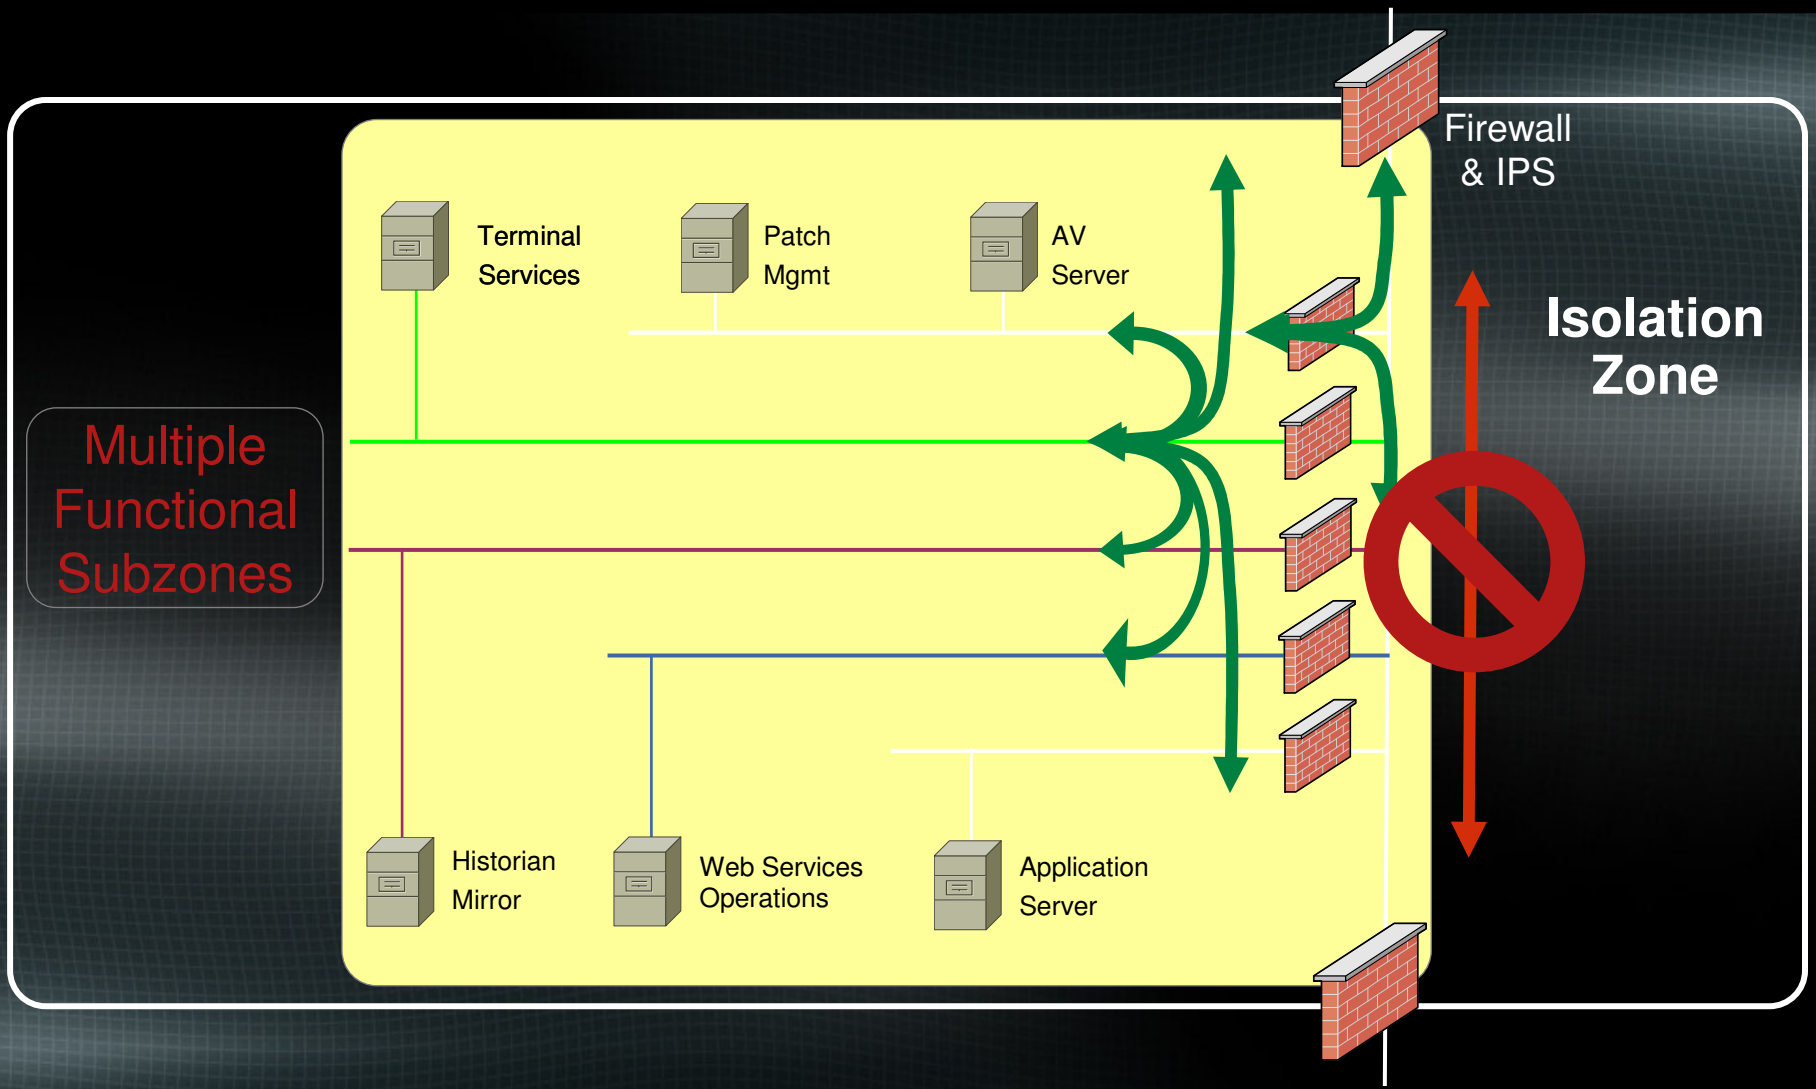 Firewall
& IPS
Terminal
Services
Patch
Mgmt
AV
Server
Isolation
Zone
Multiple
Functional
Subzones
Historian
Mirror
Web Services
Operations
Application
Server